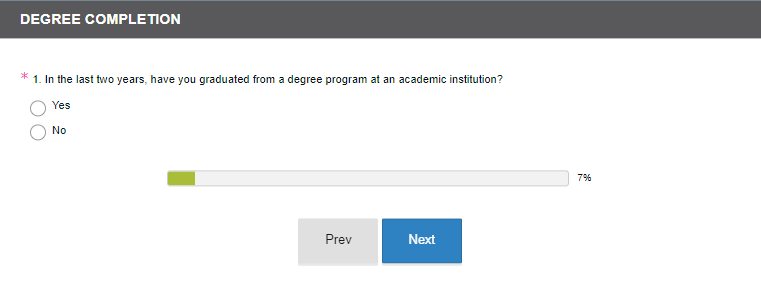 DEGREE COMPLETION
* 1. In the last two years, have you graduated from a degree program at an academic institution?
Yes
No
7%
Prev
Next